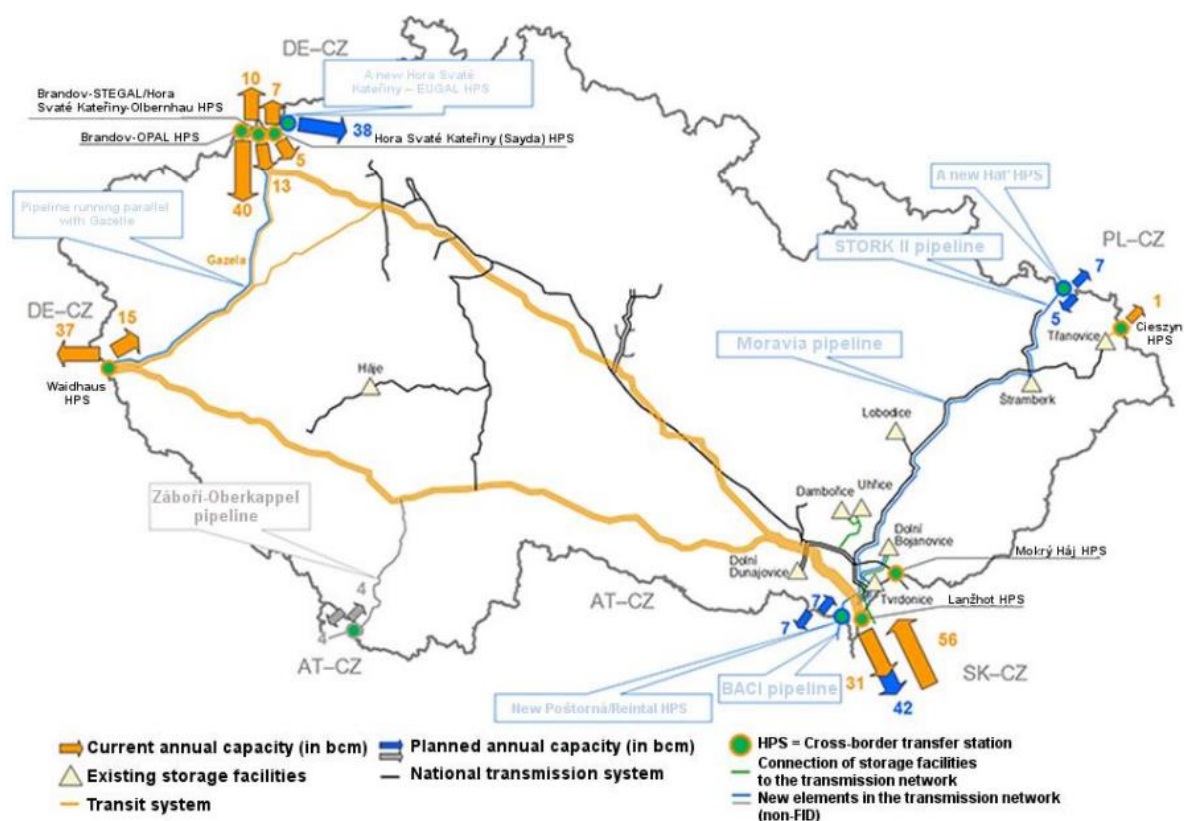 DE–CZ
10
7
A new Hora Svaté
Kateřiny – EUGAL HPS
Brandov-STEGAL/Hora
Svaté Kateřiny-Olbernhau HPS
Brandov-OPAL HPS
38
Hora Svaté Kateřiny (Sayda) HPS
5
13
40
A new Hať HPS
Pipeline running parallel
with Gazelle
STORK II pipeline
PL–CZ
Gazela
7
5
1
Cieszyn
HPS
Třanovice
DE–CZ
37
15
Waidhaus
HPS
Moravia pipeline
Háje
Štramberk
Lobodice
Záboří-Oberkappel
pipeline
Dambořice
Uhřice
Dolní
Bojanovice
Mokrý Háj HPS
Dolní
Dunajovice
Tvrdonice
Lanžhot HPS
4
4
AT–CZ
AT–CZ
7
7
56
31
42
SK–CZ
BACI pipeline
New Poštorná/Reintal HPS
Current annual capacity (in bcm)
Existing storage facilities
Transit system
Planned annual capacity (in bcm)
National transmission system
HPS = Cross-border transfer station
Connection of storage facilities
to the transmission network
New elements in the transmission network
(non-FID)